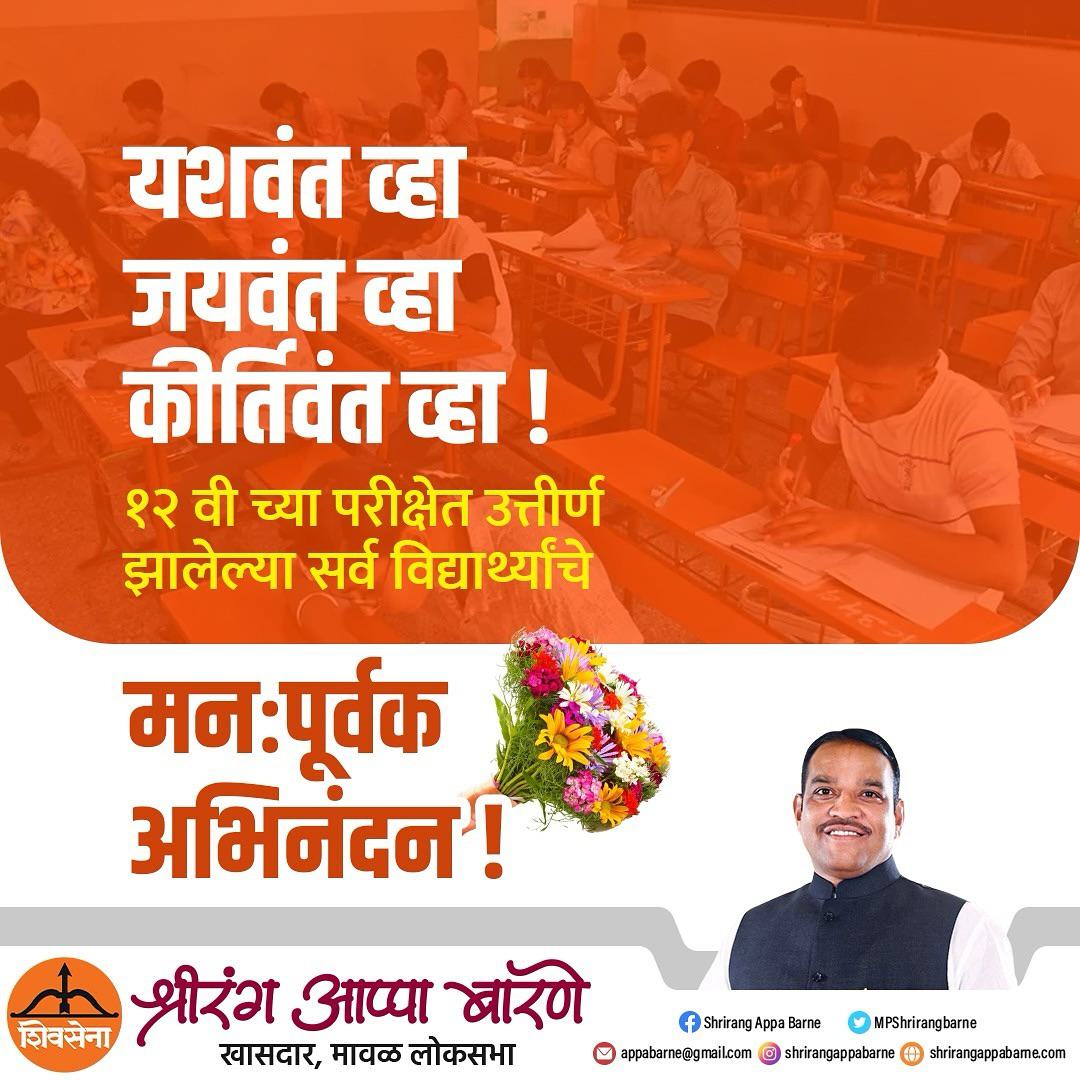 यशवंत व्हा
जयवंत व्हा
कीर्तिवंत व्हा !
१२ वी च्या परीक्षेत उत्तीर्ण
झालेल्या सर्व विद्यार्थ्यांचे
मन:पूर्वक
अभिनंदन !
शिवसेना
श्रीरंग आप्पा बारणे
खासदार, मावळ लोकसभा
Shrirang Appa Barne MPShrirangbarne
appabarne@gmail.com shrirangappabarne shrirangappabarne.com